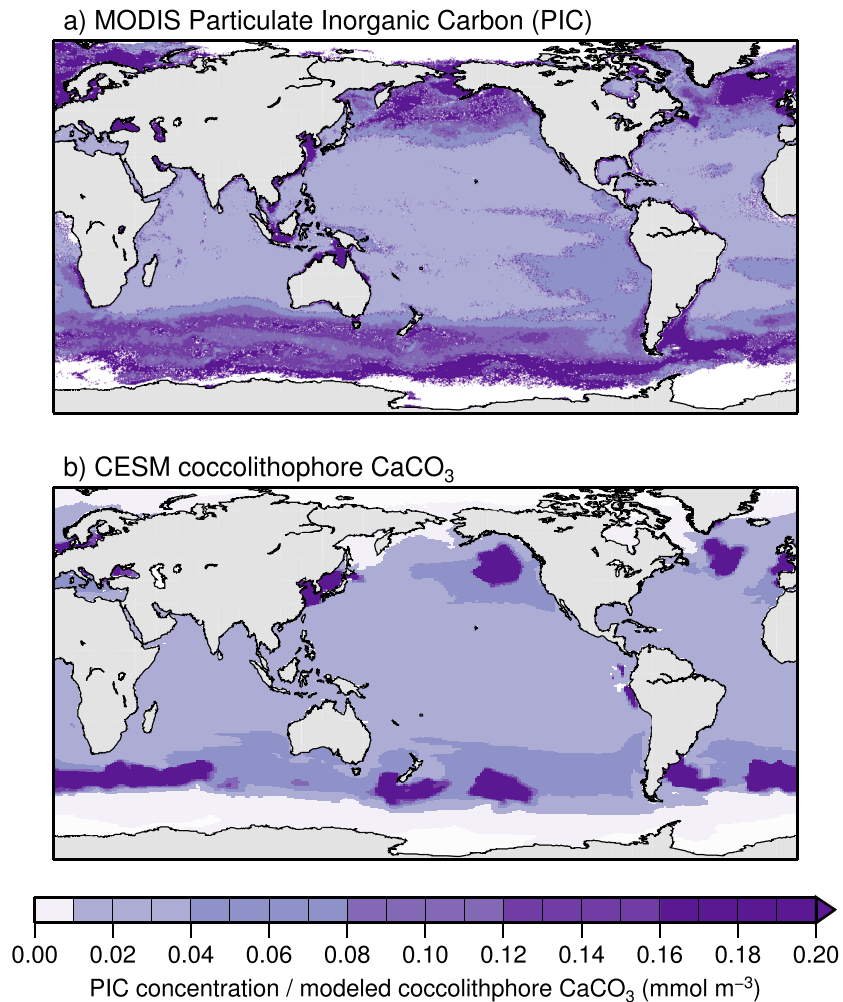 a) MODIS Particulate Inorganic Carbon (PIC)
b) CESM coccolithophore CaCO₃
0.00 0.02 0.04 0.06 0.08 0.10 0.12 0.14 0.16 0.18 0.20
PIC concentration / modeled coccolithphore CaCO₃ (mmol m⁻³)